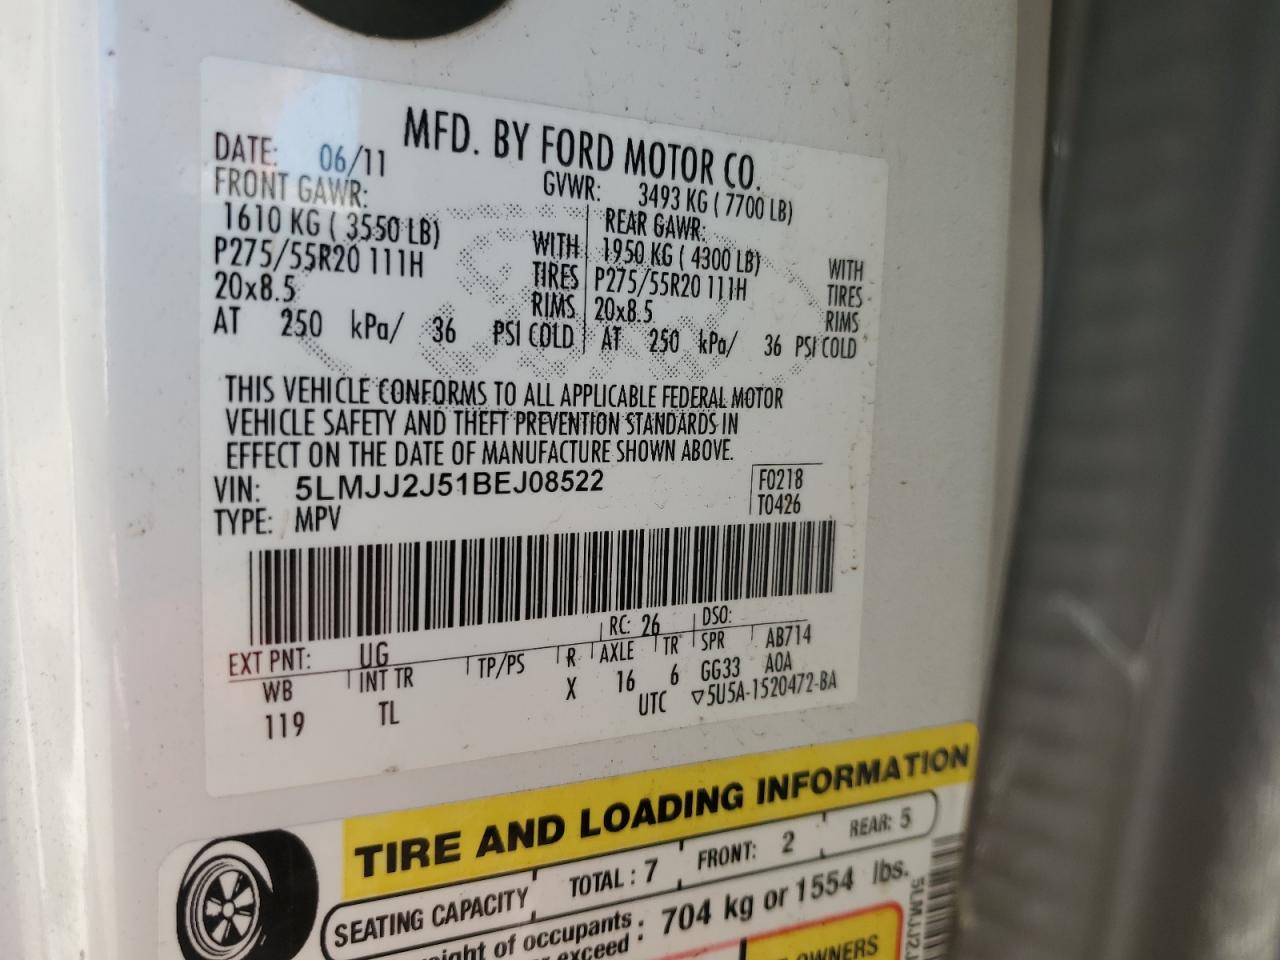 MFD. BY FORD MOTOR CO.
DATE: 06/11 GVWR: 3493 KG ( 7700 LB)
FRONT GAWR: REAR GAWR:
1610 KG ( 3550 LB) WITH 1950 KG ( 4300 LB) WITH
P275/55R20 111H TIRES P275/55R20 111H TIRES
20x8.5 RIMS 20x8.5 RIMS
AT 250 kPa/ 36 PSI COLD AT 250 kPa/ 36 PSI COLD
THIS VEHICLE CONFORMS TO ALL APPLICABLE FEDERAL MOTOR
VEHICLE SAFETY AND THEFT PREVENTION STANDARDS IN
EFFECT ON THE DATE OF MANUFACTURE SHOWN ABOVE.
VIN: 5LMJJ2J51BEJ08522 F0218
TYPE: MPV T0426
EXT PNT: UG RC: 26 DSO:
WB INT TR TP/PS R AXLE TR SPR AB714
119 TL X 16 6 GG33 A0A
UTC ▽5U5A-1520472-BA
TIRE AND LOADING INFORMATION
SEATING CAPACITY TOTAL : 7 FRONT: 2 REAR: 5
ight of occupants : 704 kg or 1554 lbs.
exceed
OWNERS
5LMJJ2J